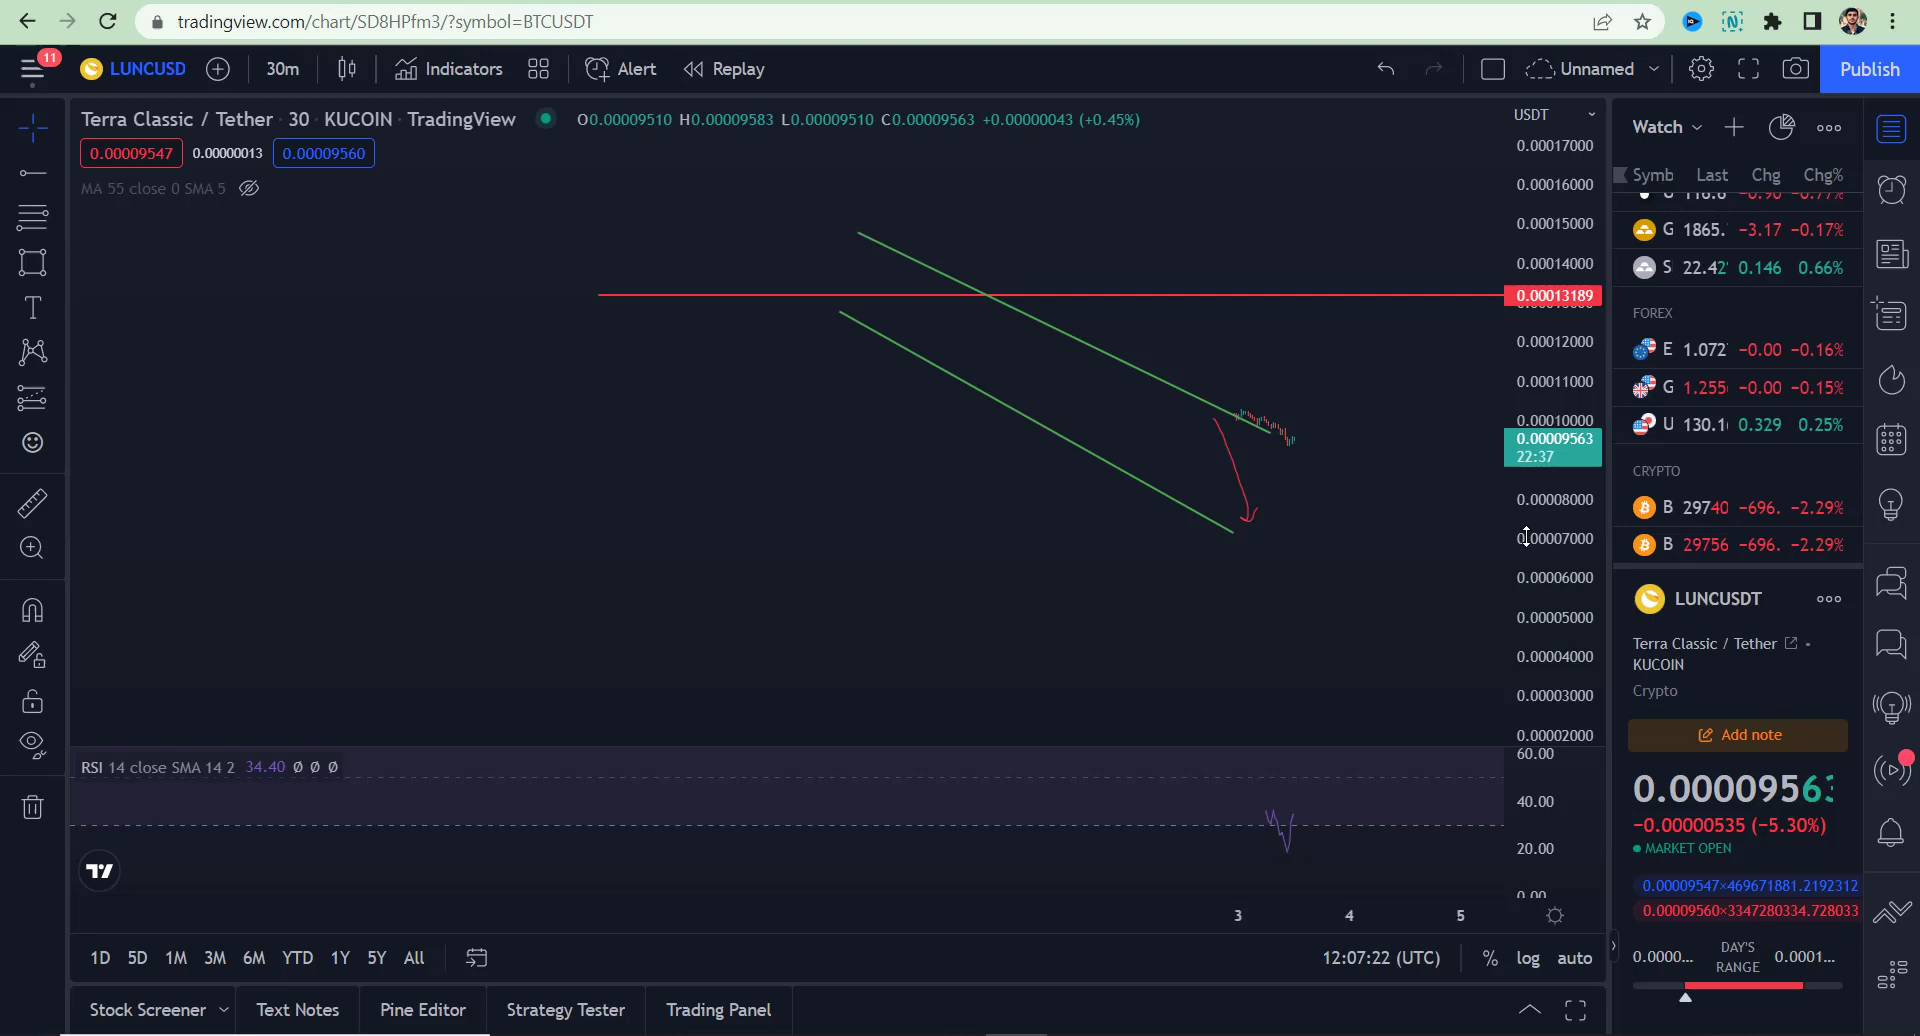 tradingview.com/chart/SD8HPfm3/?symbol=BTCUSDT
11
LUNCUSD 30m Indicators Alert Replay Unnamed Publish
Terra Classic / Tether · 30 · KUCOIN · TradingView O0.00009510 H0.00009583 L0.00009510 C0.00009563 +0.00000043 (+0.45%)
0.00009547 0.00000013 0.00009560
MA 55 close 0 SMA 5
USDT
0.00017000
0.00016000
0.00015000
0.00014000
0.00013189
0.00012000
0.00011000
0.00010000
0.00009563
22:37
0.00008000
0.00007000
0.00006000
0.00005000
0.00004000
0.00003000
0.00002000
RSI 14 close SMA 14 2 34.40 Ø Ø Ø
60.00
40.00
20.00
0.00
3 4 5
1D 5D 1M 3M 6M YTD 1Y 5Y All 12:07:22 (UTC) % log auto
Stock Screener Text Notes Pine Editor Strategy Tester Trading Panel
Watch
Symb Last Chg Chg%
G 1865. −3.17 −0.17%
S 22.42 0.146 0.66%
FOREX
E 1.072 −0.00 −0.16%
G 1.255 −0.00 −0.15%
U 130.1 0.329 0.25%
CRYPTO
B 29740 −696. −2.29%
B 29756 −696. −2.29%
LUNCUSDT
Terra Classic / Tether ·
KUCOIN
Crypto
Add note
0.0000956
−0.00000535 (−5.30%)
MARKET OPEN
0.00009547×469671881.2192312
0.00009560×3347280334.728033
0.0000... DAY'S RANGE 0.0001...